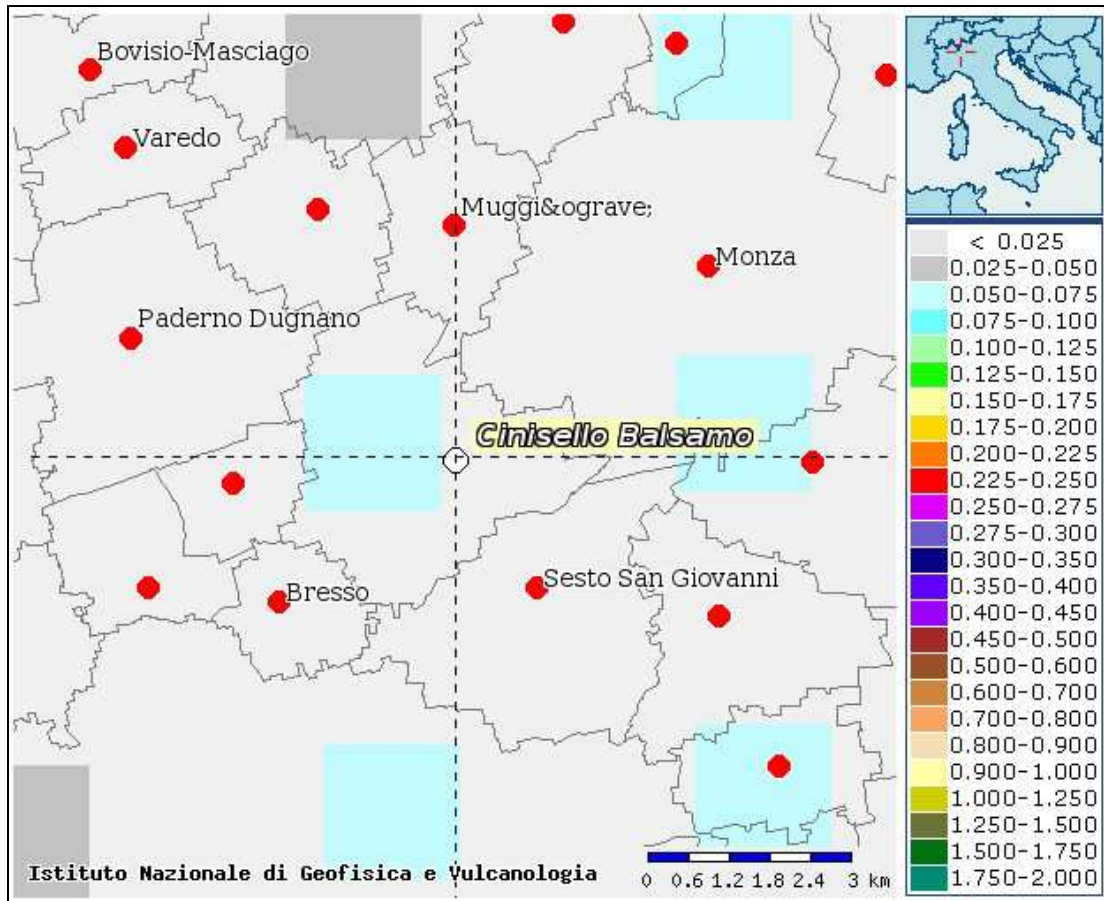 Bovisio-Masciago
Varedo
Muggi&ograve;
Monza
Paderno Dugnano
Cinisello Balsamo
Bresso
Sesto San Giovanni
Istituto Nazionale di Geofisica e Vulcanologia
0 0.6 1.2 1.8 2.4 3 km
< 0.025
0.025-0.050
0.050-0.075
0.075-0.100
0.100-0.125
0.125-0.150
0.150-0.175
0.175-0.200
0.200-0.225
0.225-0.250
0.250-0.275
0.275-0.300
0.300-0.350
0.350-0.400
0.400-0.450
0.450-0.500
0.500-0.600
0.600-0.700
0.700-0.800
0.800-0.900
0.900-1.000
1.000-1.250
1.250-1.500
1.500-1.750
1.750-2.000